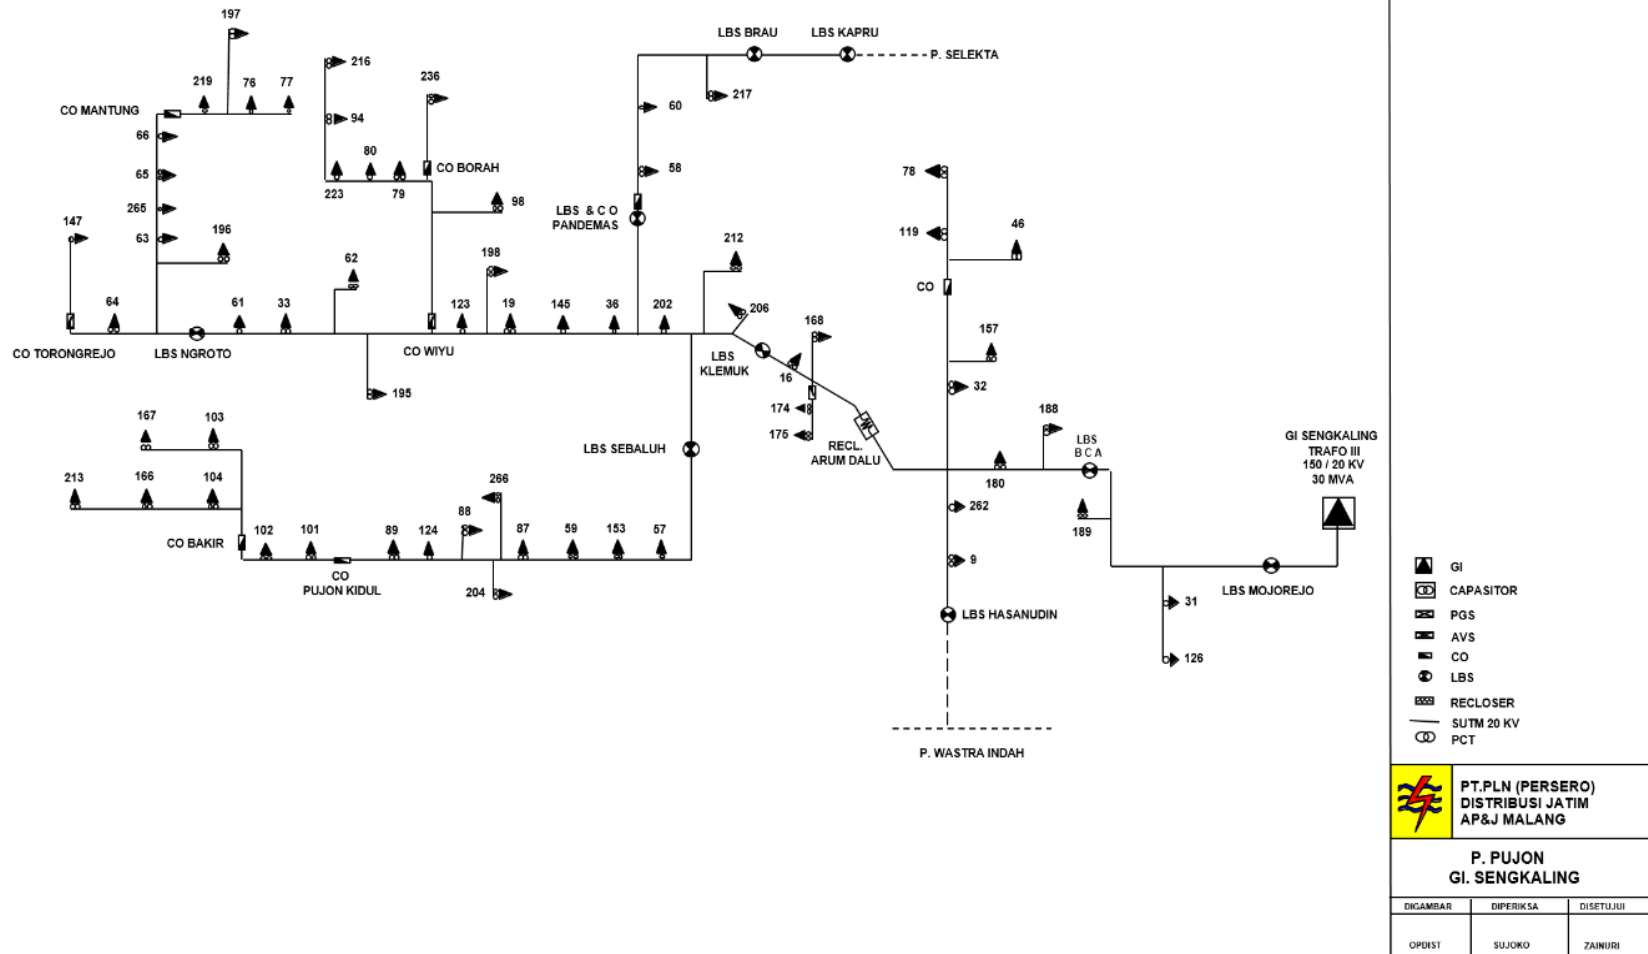 197
LBS BRAU
LBS KAPRU
P. SELEKTA
216
236
219
76
77
217
CO MANTUNG
60
94
66
80
CO BORAH
58
78
65
223
79
98
265
LBS & C O
PANDEMAS
147
196
63
119
46
212
62
198
CO
64
61
33
123
19
145
36
202
206
168
157
CO TORONGREJO
LBS NGROTO
CO WIYU
LBS
KLEMUK
16
32
195
174
188
167
103
175
LBS SEBALUH
RECL.
ARUM DALU
LBS
B C A
GI SENGKALING
TRAFO III
150 / 20 KV
30 MVA
213
166
104
266
180
88
262
189
102
101
89
124
87
59
153
57
CO BAKIR
9
CO
PUJON KIDUL
204
LBS MOJOREJO
31
LBS HASANUDIN
126
P. WASTRA INDAH
GI
CAPASITOR
PGS
AVS
CO
LBS
RECLOSER
SUTM 20 KV
PCT
PT.PLN (PERSERO)
DISTRIBUSI JATIM
AP&J MALANG
P. PUJON
GI. SENGKALING
DIGAMBAR
DIPERIKSA
DISETUJUI
OPDIST
SUJOKO
ZAINURI